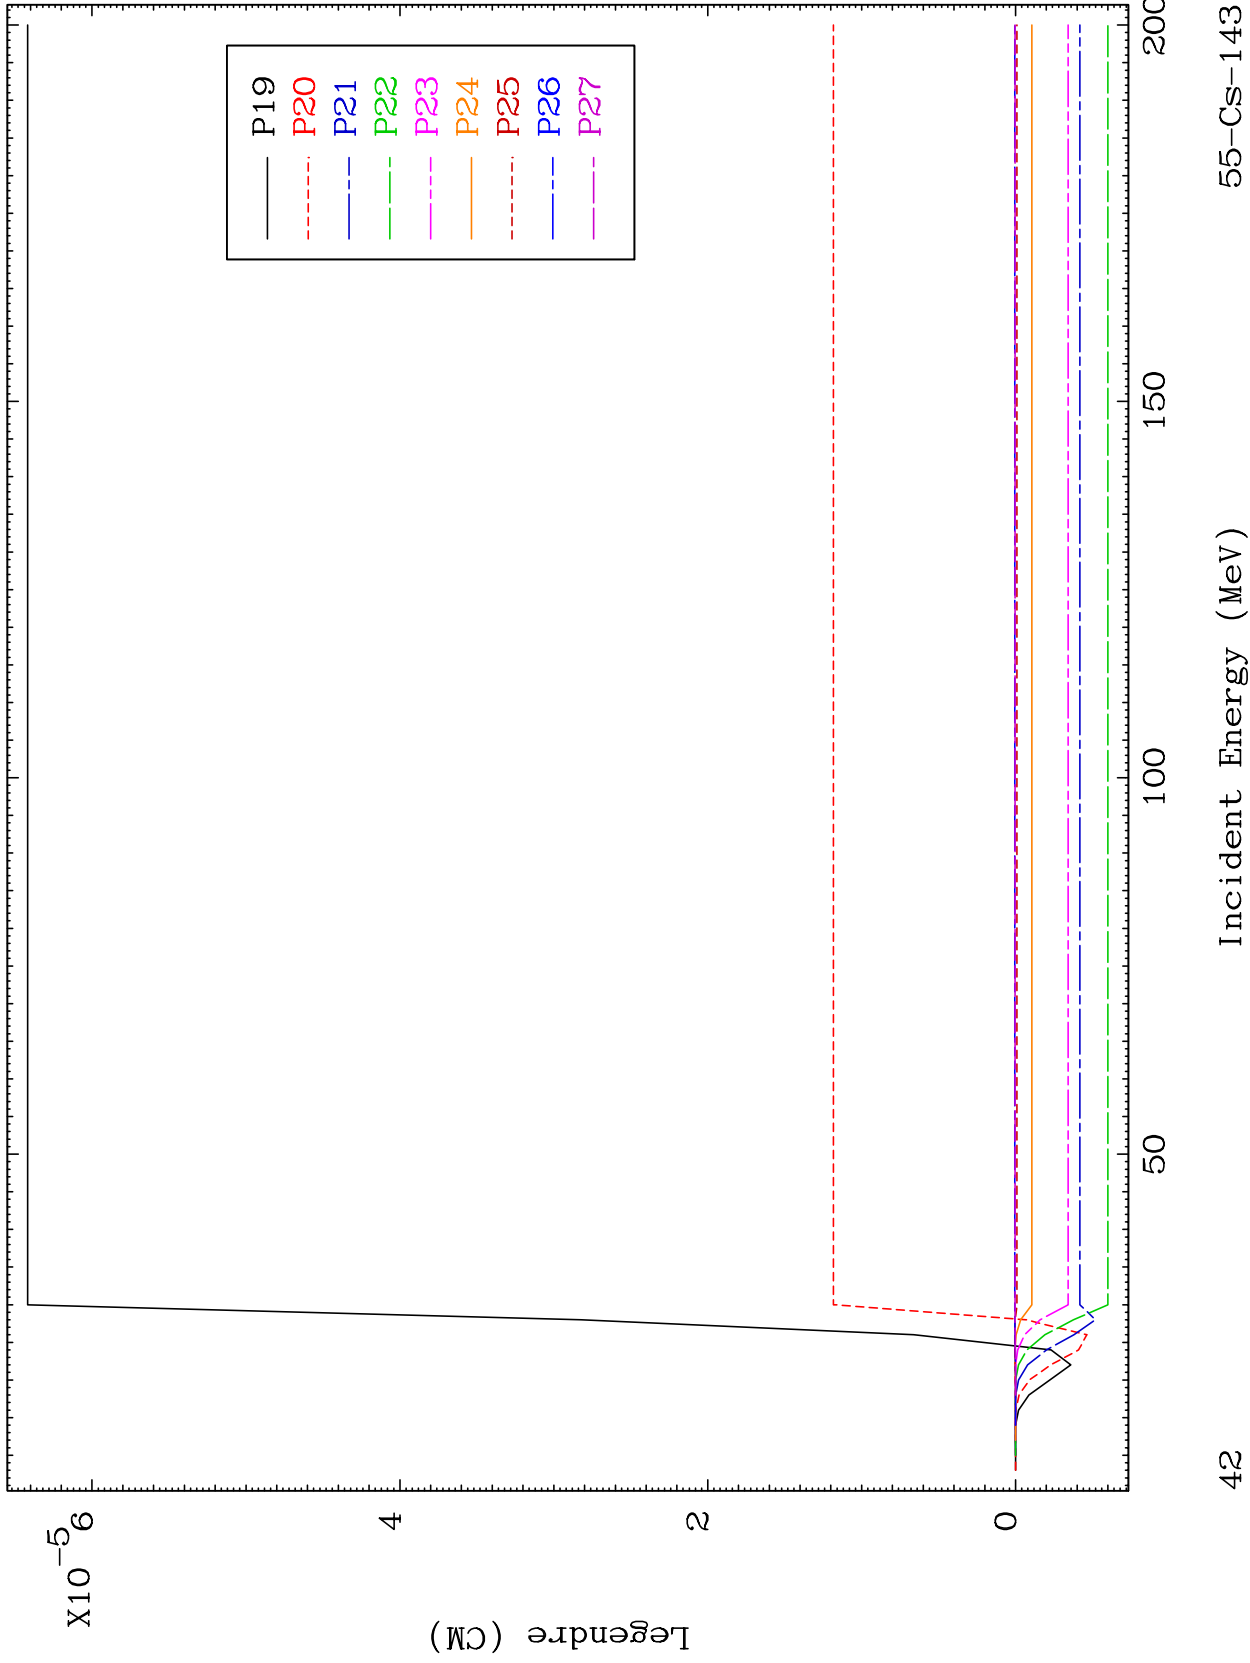 X10-5
6
4
2
0
Legendre (CM)
P19
P20
P21
P22
P23
P24
P25
P26
P27
50
100
150
200
Incident Energy (MeV)
42
55-Cs-143